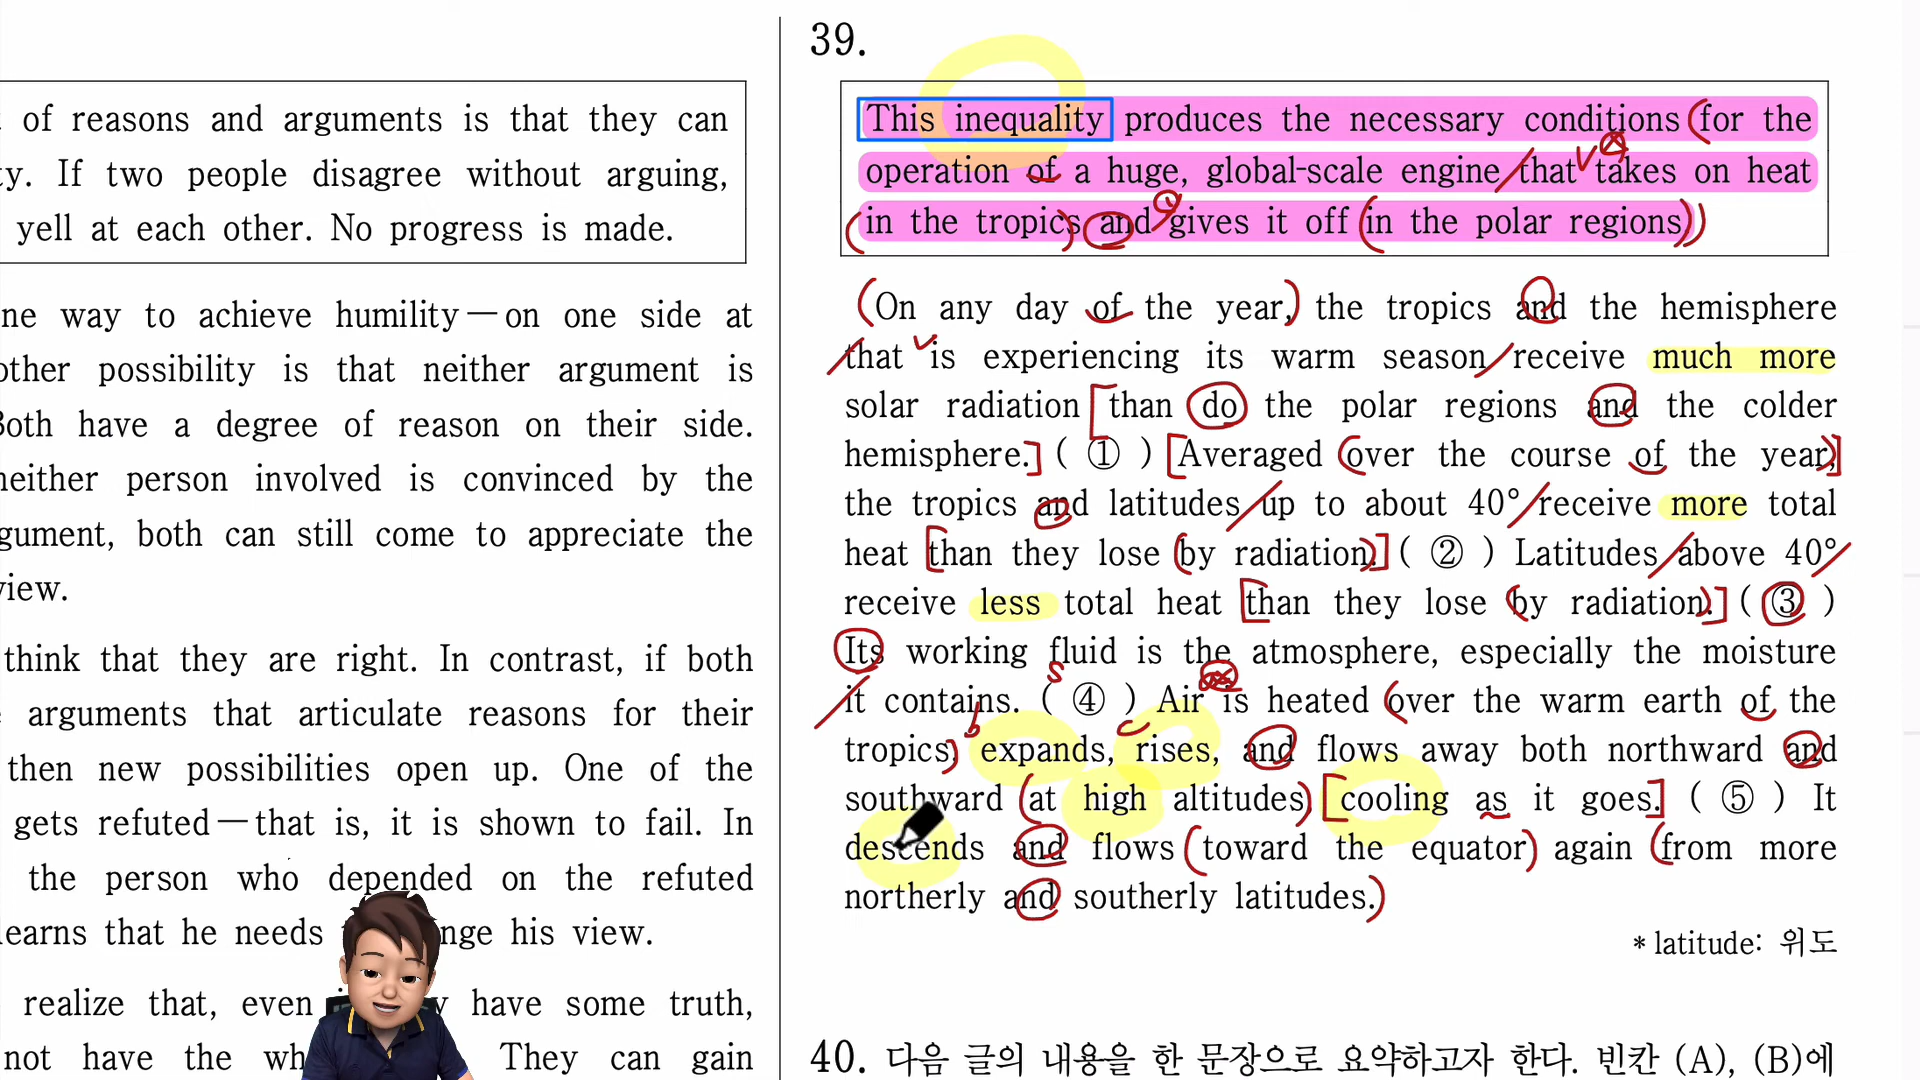 of reasons and arguments is that they can
ty. If two people disagree without arguing,
yell at each other. No progress is made.
ne way to achieve humility — on one side at
other possibility is that neither argument is
Both have a degree of reason on their side.
neither person involved is convinced by the
gument, both can still come to appreciate the
view.
think that they are right. In contrast, if both
arguments that articulate reasons for their
then new possibilities open up. One of the
gets refuted — that is, it is shown to fail. In
the person who depended on the refuted
learns that he needs nge his view.
realize that, even y have some truth,
not have the wh They can gain
39.
This inequality produces the necessary conditions for the
operation of a huge, global-scale engine that takes on heat
in the tropics and gives it off in the polar regions.
On any day of the year, the tropics and the hemisphere
that is experiencing its warm season receive much more
solar radiation than do the polar regions and the colder
hemisphere. ( ① ) Averaged over the course of the year,
the tropics and latitudes up to about 40° receive more total
heat than they lose by radiation. ( ② ) Latitudes above 40°
receive less total heat than they lose by radiation. ( ③ )
Its working fluid is the atmosphere, especially the moisture
it contains. ( ④ ) Air is heated over the warm earth of the
tropics, expands, rises, and flows away both northward and
southward at high altitudes, cooling as it goes. ( ⑤ ) It
descends and flows toward the equator again from more
northerly and southerly latitudes.
* latitude: 위도
40. 다음 글의 내용을 한 문장으로 요약하고자 한다. 빈칸 (A), (B)에